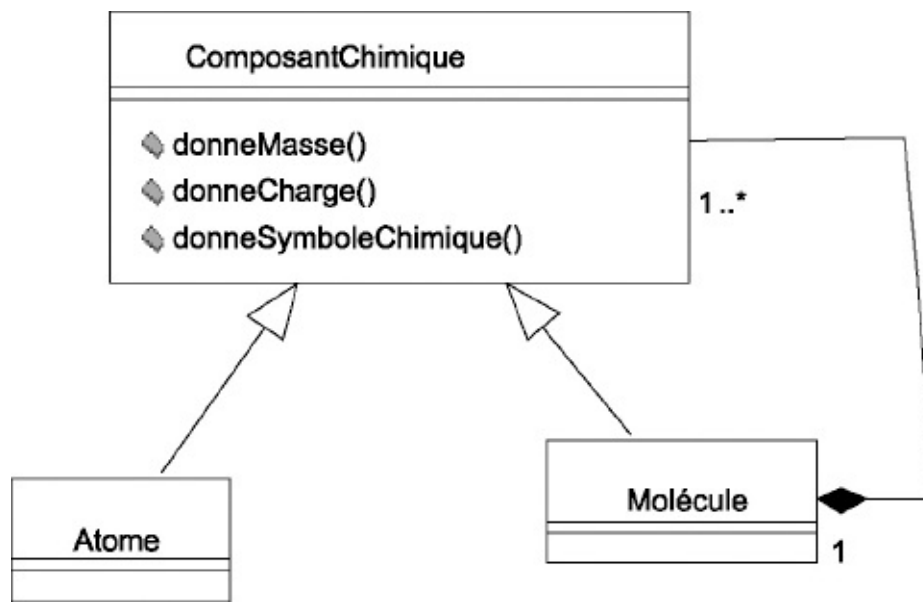 ComposantChimique
donneMasse()
donneCharge()
donneSymboleChimique()
1..*
Atome
Molécule
1